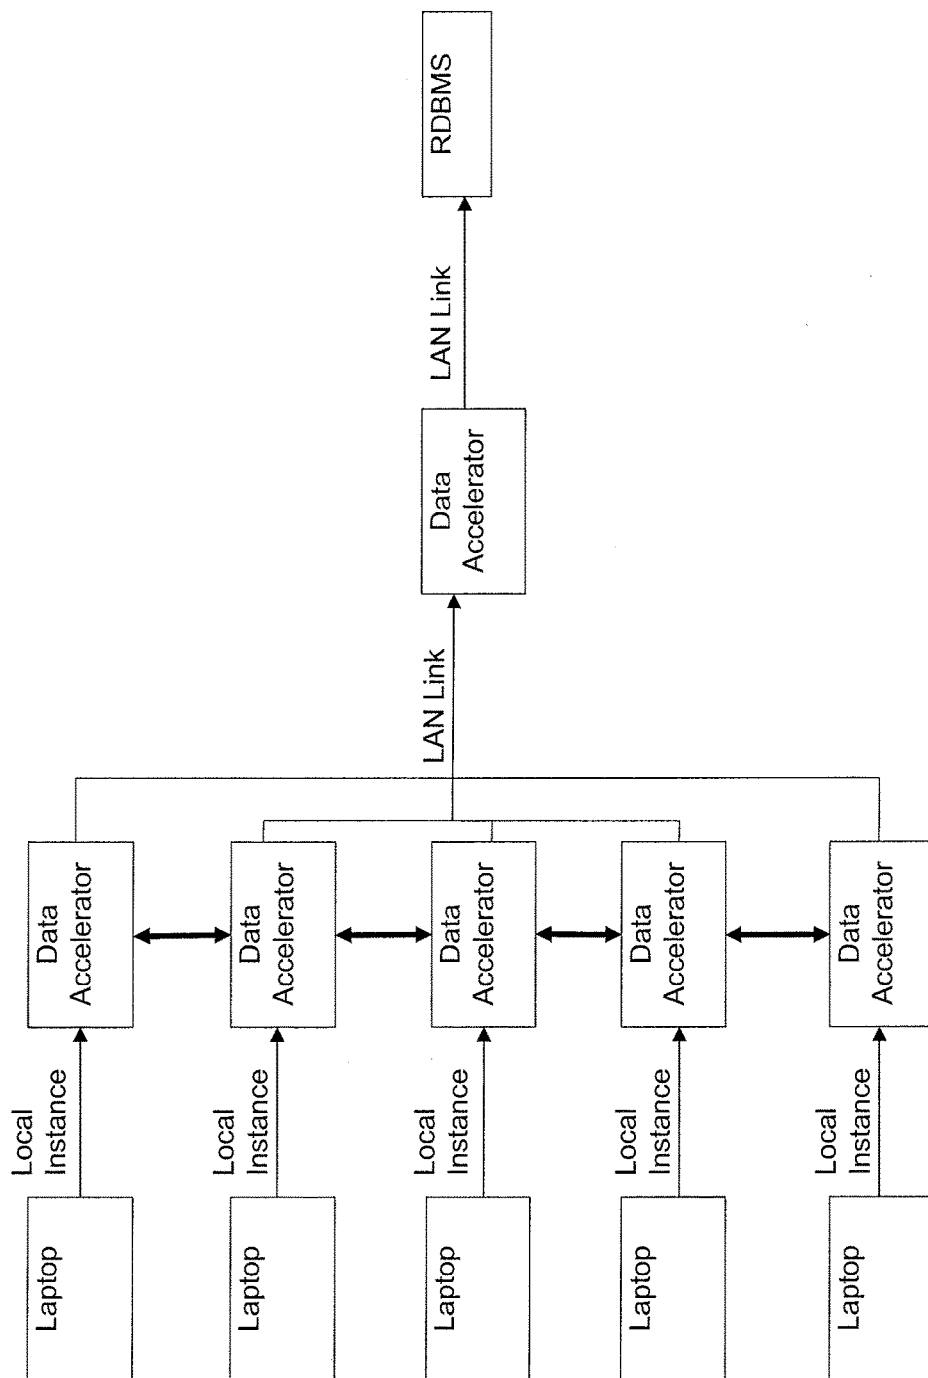 Laptop
Local
Instance
Data
Accelerator
Laptop
Local
Instance
Data
Accelerator
Laptop
Local
Instance
Data
Accelerator
LAN Link
Data
Accelerator
LAN Link
RDBMS
Laptop
Local
Instance
Data
Accelerator
Laptop
Local
Instance
Data
Accelerator